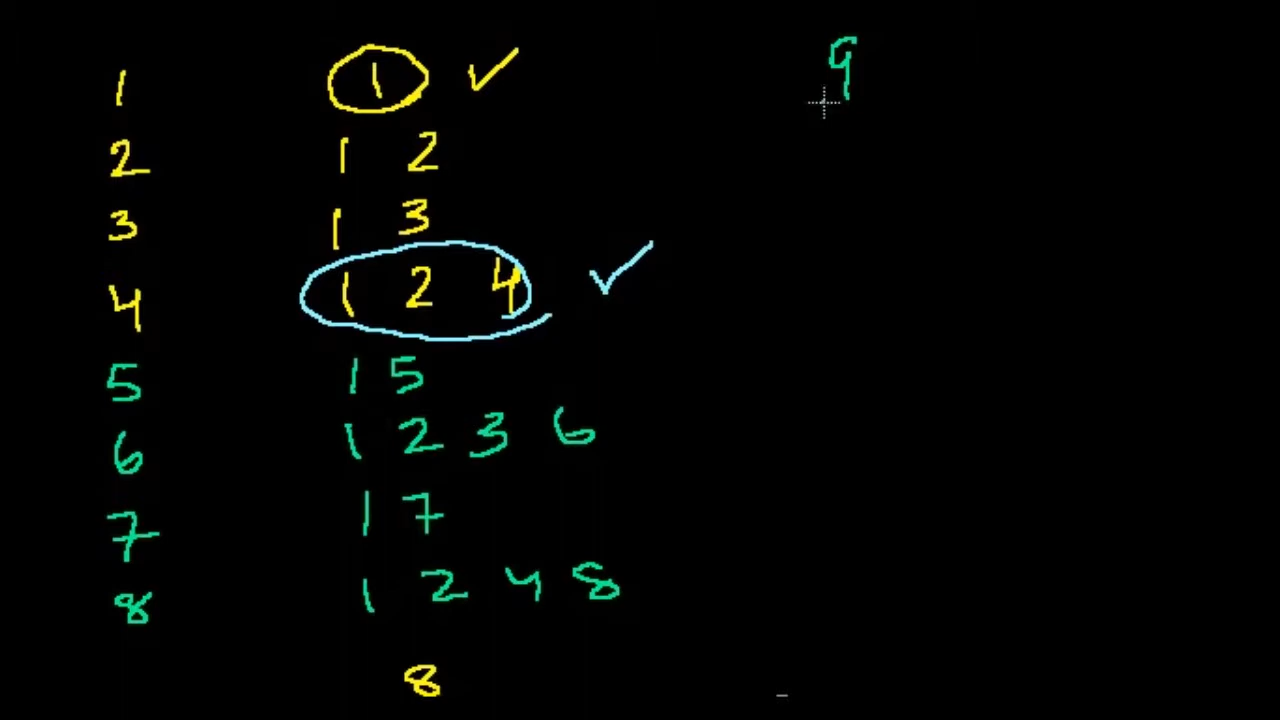 1 1 9
2 1 2
3 1 3
4 1 2 4
5 1 5
6 1 2 3 6
7 1 7
8 1 2 4 8
8